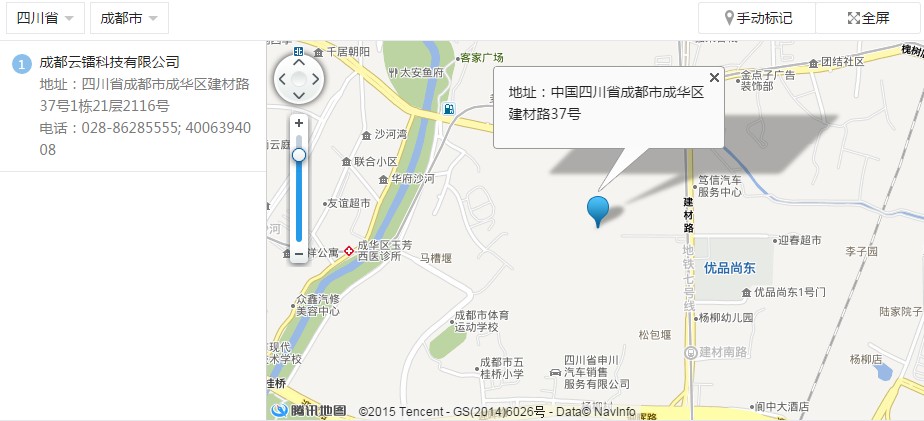 四川省
成都市
手动标记
全屏
1
成都云镭科技有限公司
地址：四川省成都市成华区建材路
37号1栋21层2116号
电话：028-86285555; 40063940
08
千居朝阳
客家广场
太安鱼府
地址：中国四川省成都市成华区
建材路37号
槐树
团结社区
金点子广告
装饰部
沙河湾
云庭
联合小区
华府沙河
友谊超市
沙河
笃信汽车
服务中心
建材路
地铁七号线
祥公寓
成华区玉芳
西医诊所
马槽堰
迎春超市
李子园
优品尚东
优品尚东1号门
众鑫汽修
美容中心
成都市体育
运动学校
杨柳幼儿园
陆家院子
松包堰
建材南路
现代
术学校
桂桥
成都市五
桂桥小学
四川省申川
汽车销售
服务有限公司
杨柳店
阆中大酒店
腾讯地图
©2015 Tencent - GS(2014)6026号 - Data© NavInfo